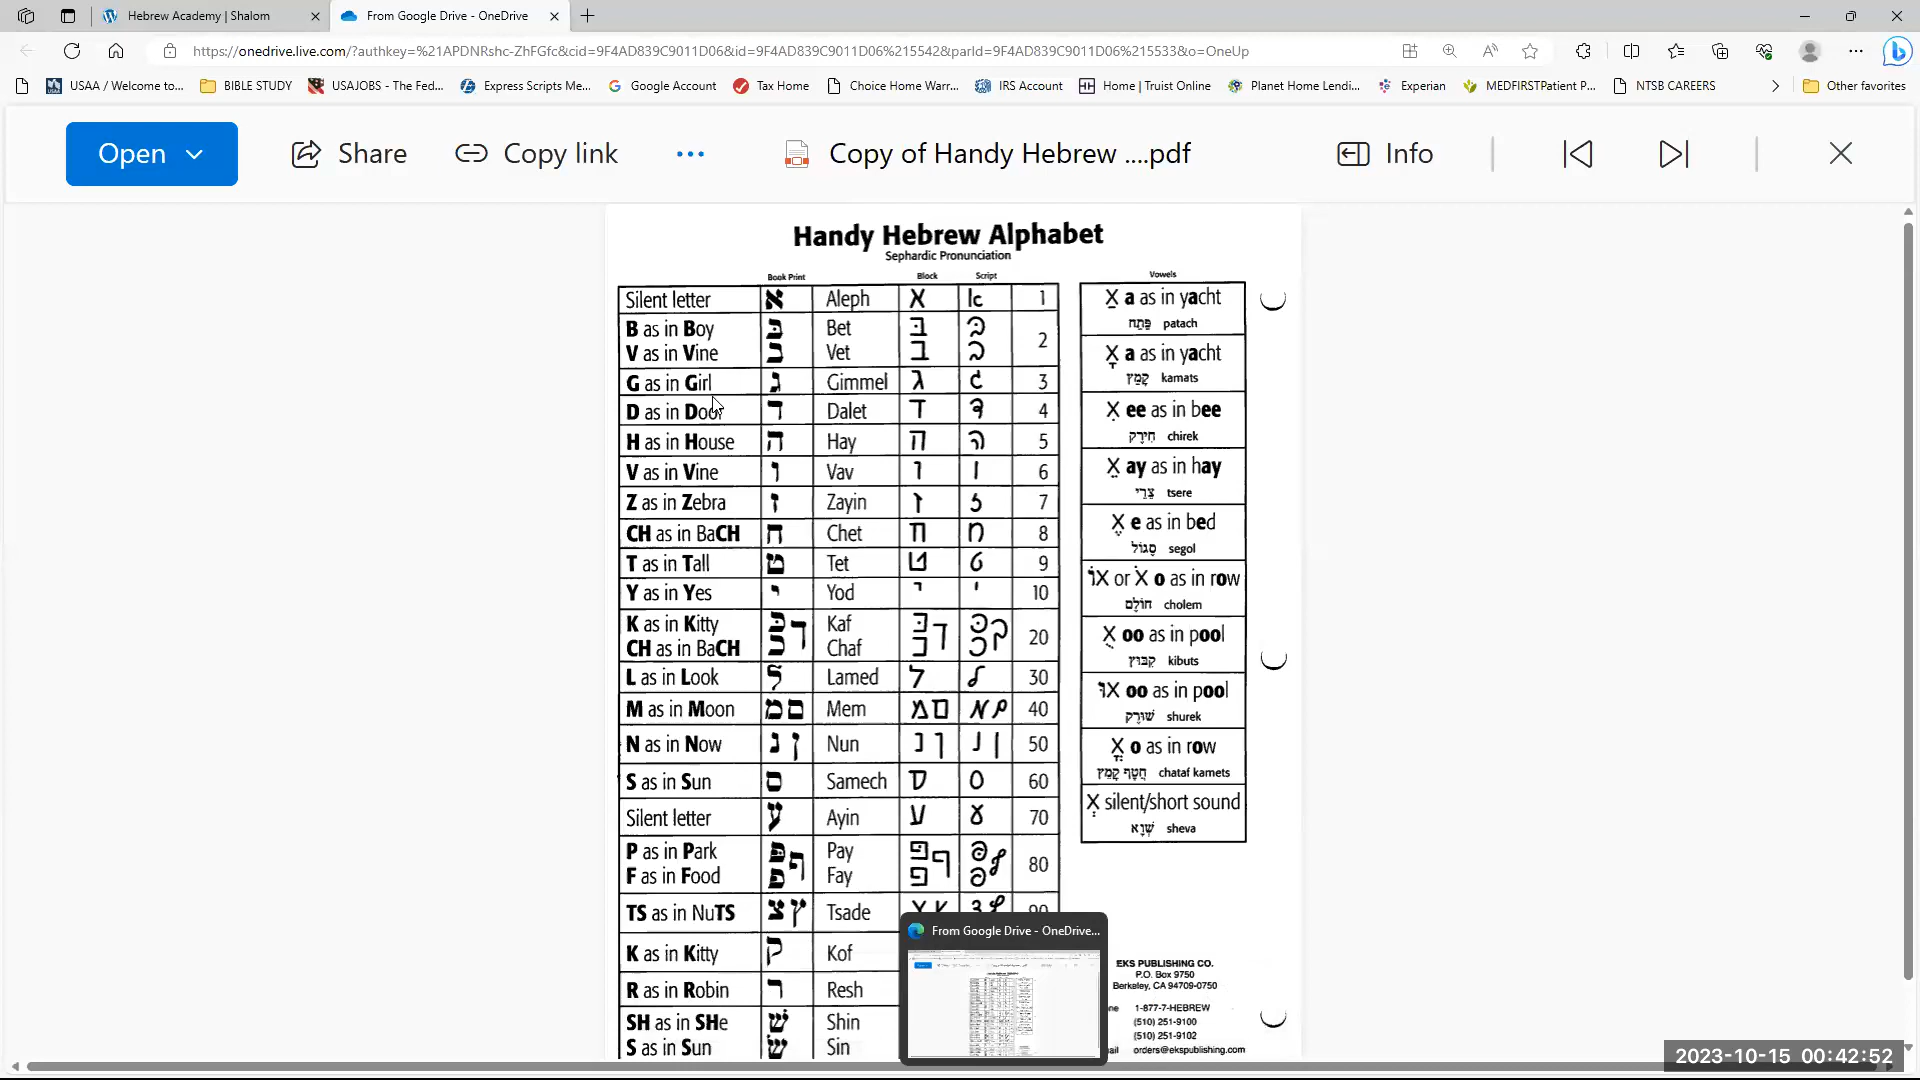 Hebrew Academy | Shalom
From Google Drive - OneDrive
https://onedrive.live.com/?authkey=%21APDNRshc-ZhFGfc&cid=9F4AD839C9011D06&id=9F4AD839C9011D06%215542&parId=9F4AD839C9011D06%215533&o=OneUp
USAA / Welcome to... BIBLE STUDY USAJOBS - The Fed... Express Scripts Me... Google Account Tax Home Choice Home Warr... IRS Account Home | Truist Online Planet Home Lendi... Experian MEDFIRSTPatient P... NTSB CAREERS Other favorites
Open Share Copy link ... Copy of Handy Hebrew ....pdf Info
Handy Hebrew Alphabet
Sephardic Pronunciation
Book Print Block Script
Silent letter א Aleph א א 1
B as in Boy בּ Bet בּ בּ
V as in Vine ב Vet ב ב
2
G as in Girl ג Gimmel ג ג 3
D as in Door ד Dalet ד ד 4
H as in House ה Hay ה ה 5
V as in Vine ו Vav ו ו 6
Z as in Zebra ז Zayin ז ז 7
CH as in BaCH ח Chet ח ח 8
T as in Tall ט Tet ט ט 9
Y as in Yes י Yod י י 10
K as in Kitty כּ ך Kaf כּ ך כּ ך
CH as in BaCH כ Chaf כ כ
20
L as in Look ל Lamed ל ל 30
M as in Moon מ ם Mem מ ם מ ם 40
N as in Now נ ן Nun נ ן נ ן 50
S as in Sun ס Samech ס ס 60
Silent letter ע Ayin ע ע 70
P as in Park פּ ף Pay פּ ף פּ ף
F as in Food פ Fay פ פ
80
TS as in NuTS צ ץ Tsade צ ץ צ ץ 90
K as in Kitty ק Kof
R as in Robin ר Resh
SH as in SHe שׁ Shin
S as in Sun שׂ Sin
Vowels
Xַ a as in yacht
פַּתַח patach
Xָ a as in yacht
קָמַץ kamats
Xִ ee as in bee
חִירִק chirek
Xֵ ay as in hay
צֵרֵי tsere
Xֶ e as in bed
סֶגוֹל segol
Xוֹ or Xֹ o as in row
חוֹלָם cholem
Xֻ oo as in pool
קִבּוּץ kibuts
Xוּ oo as in pool
שׁוּרֶק shurek
Xֳ o as in row
חֲטַף קָמֵץ chataf kamets
Xְ silent/short sound
שְׁוָא sheva
From Google Drive - OneDrive...
EKS PUBLISHING CO.
P.O. Box 9750
Berkeley, CA 94709-0750
1-877-7-HEBREW
(510) 251-9100
(510) 251-9102
orders@ekspublishing.com
2023-10-15 00:42:52